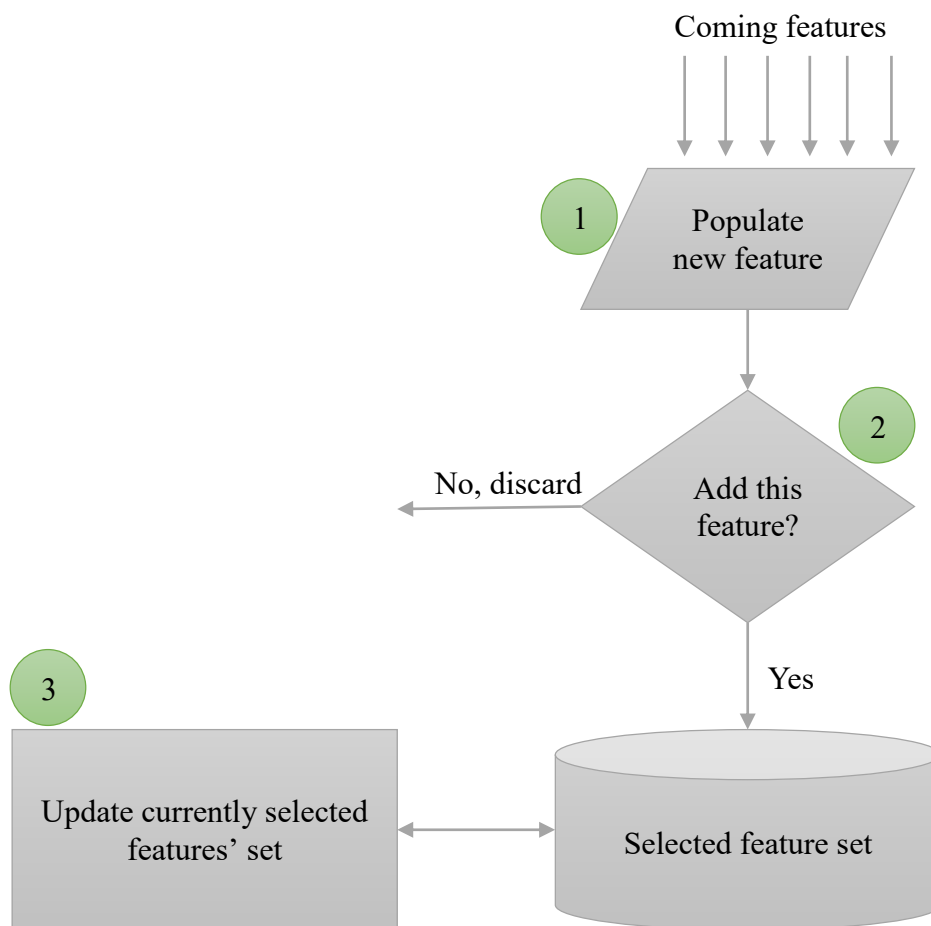 Coming features
1
Populate
new feature
2
Add this
feature?
No, discard
Yes
3
Update currently selected
features’ set
Selected feature set